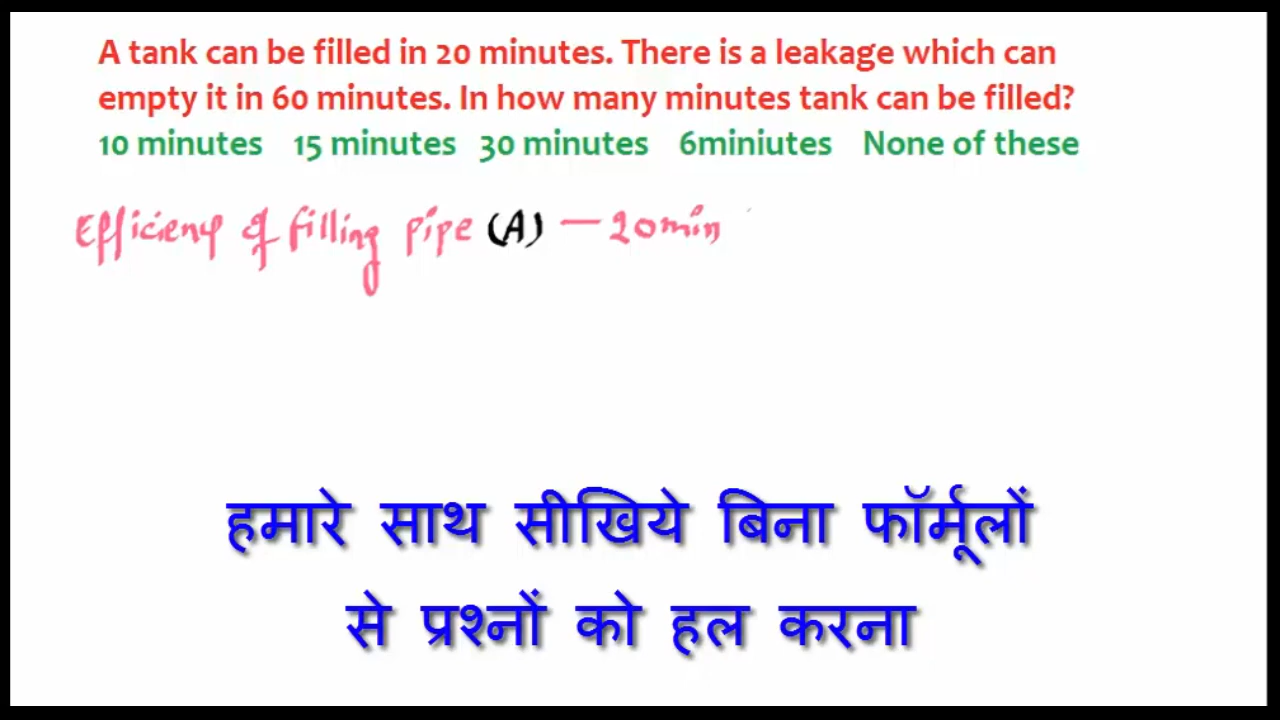 A tank can be filled in 20 minutes. There is a leakage which can
empty it in 60 minutes. In how many minutes tank can be filled?
10 minutes 15 minutes 30 minutes 6miniutes None of these
Efficiency of filling pipe (A) — 20min
हमारे साथ सीखिये बिना फॉर्मूलों
से प्रश्नों को हल करना